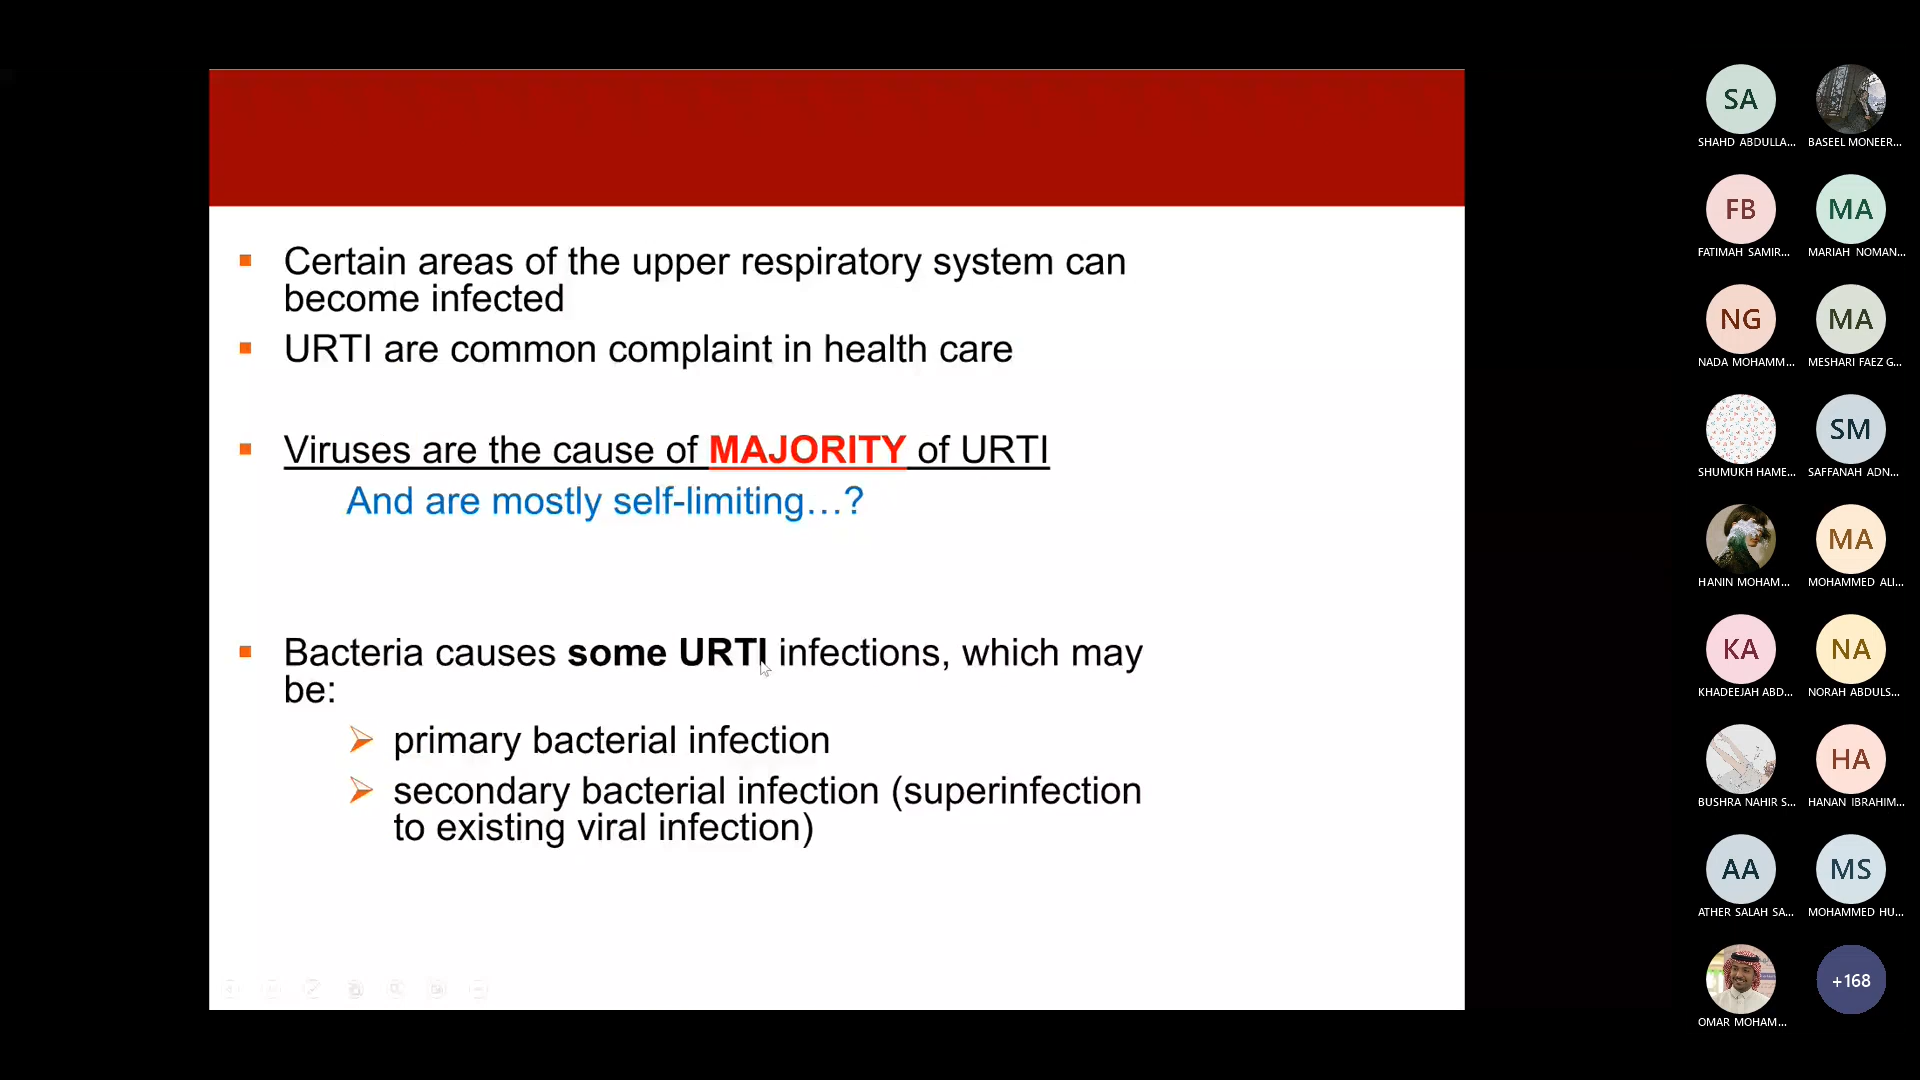 Certain areas of the upper respiratory system can
become infected
URTI are common complaint in health care
Viruses are the cause of MAJORITY of URTI
And are mostly self-limiting…?
Bacteria causes some URTI infections, which may
be:
primary bacterial infection
secondary bacterial infection (superinfection
to existing viral infection)
SA
SHAHD ABDULLA...
BASEEL MONEER...
FB
FATIMAH SAMIR...
MA
MARIAH NOMAN...
NG
NADA MOHAMM...
MA
MESHARI FAEZ G...
SHUMUKH HAME...
SM
SAFFANAH ADN...
HANIN MOHAM...
MA
MOHAMMED ALI...
KA
KHADEEJAH ABD...
NA
NORAH ABDULS...
BUSHRA NAHIR S...
HA
HANAN IBRAHIM...
AA
ATHER SALAH SA...
MS
MOHAMMED HU...
OMAR MOHAM...
+168